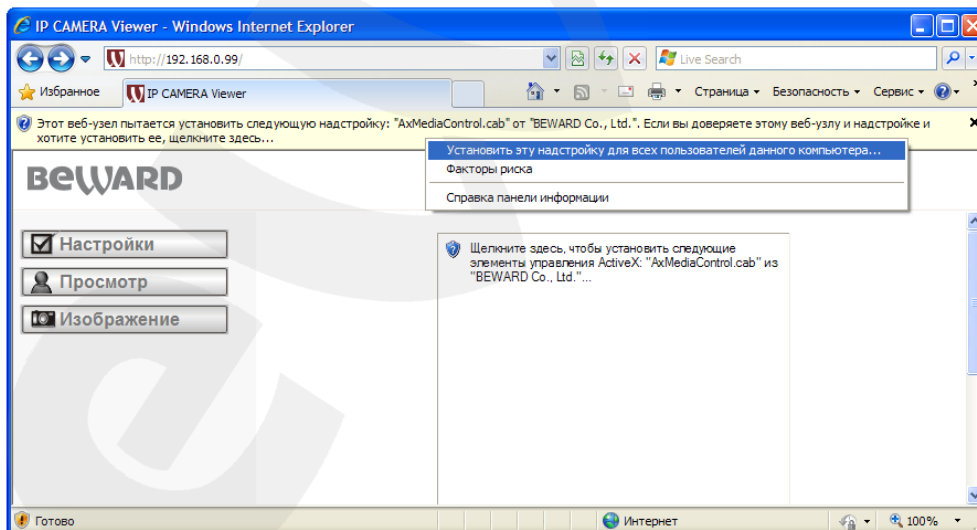 IP CAMERA Viewer - Windows Internet Explorer
http://192.168.0.99/
Live Search
Избранное
IP CAMERA Viewer
Страница
Безопасность
Сервис
Этот веб-узел пытается установить следующую надстройку: "AxMediaControl.cab" от "BEWARD Co., Ltd.". Если вы доверяете этому веб-узлу и надстройке и
хотите установить ее, щелкните здесь...
Установить эту надстройку для всех пользователей данного компьютера...
Факторы риска
Справка панели информации
BEWARD
Настройки
Просмотр
Изображение
Щелкните здесь, чтобы установить следующие
элементы управления ActiveX: "AxMediaControl.cab" из
"BEWARD Co., Ltd."...
Готово
Интернет
100%